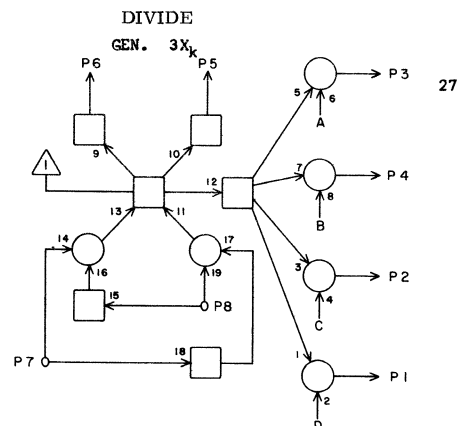 DIVIDE
GEN. 3Xk
P6 P5
5 6 P3 27
A
9 10
1
12 7 8 P4
B
13 11
14 17
16 19 3 4 P2
C
15 P8
P7 18 1
2 P1
D